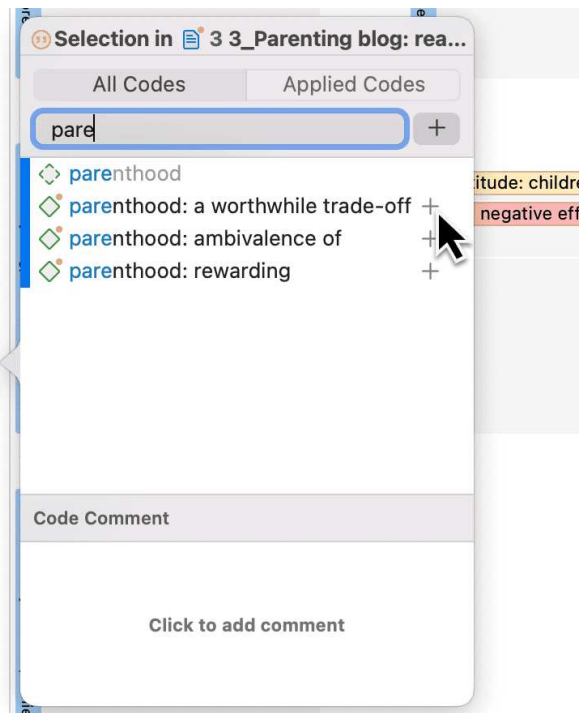 Selection in 3 3_Parenting blog: rea...
All Codes Applied Codes
pare +
parenthood
parenthood: a worthwhile trade-off +
parenthood: ambivalence of +
parenthood: rewarding +
itude: childre
negative eff
Code Comment
Click to add comment